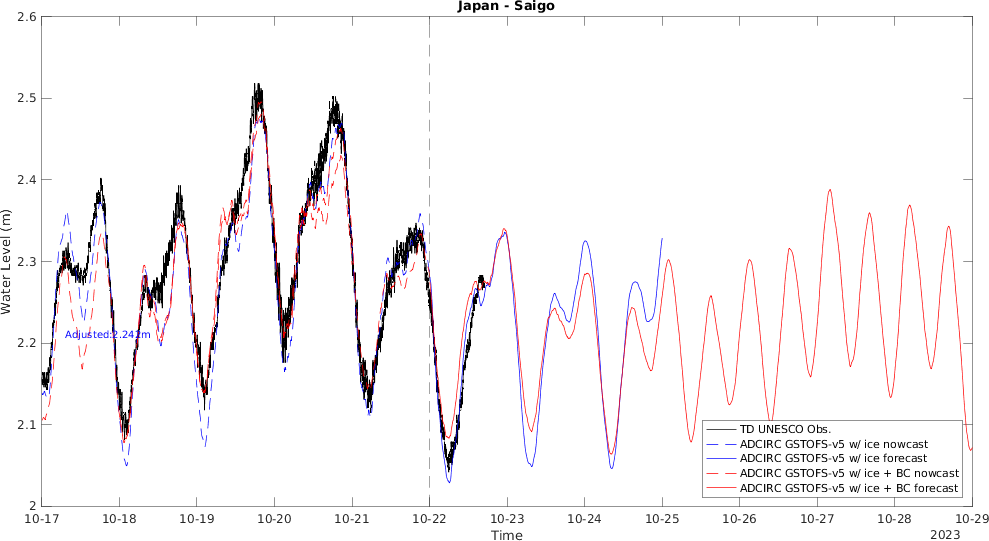 Japan - Saigo
2.6
2.5
2.4
2.3
2.2
2.1
2
Water Level (m)
Adjusted:2.242m
TD UNESCO Obs.
ADCIRC GSTOFS-v5 w/ ice nowcast
ADCIRC GSTOFS-v5 w/ ice forecast
ADCIRC GSTOFS-v5 w/ ice + BC nowcast
ADCIRC GSTOFS-v5 w/ ice + BC forecast
10-17 10-18 10-19 10-20 10-21 10-22 10-23 10-24 10-25 10-26 10-27 10-28 10-29
Time
2023